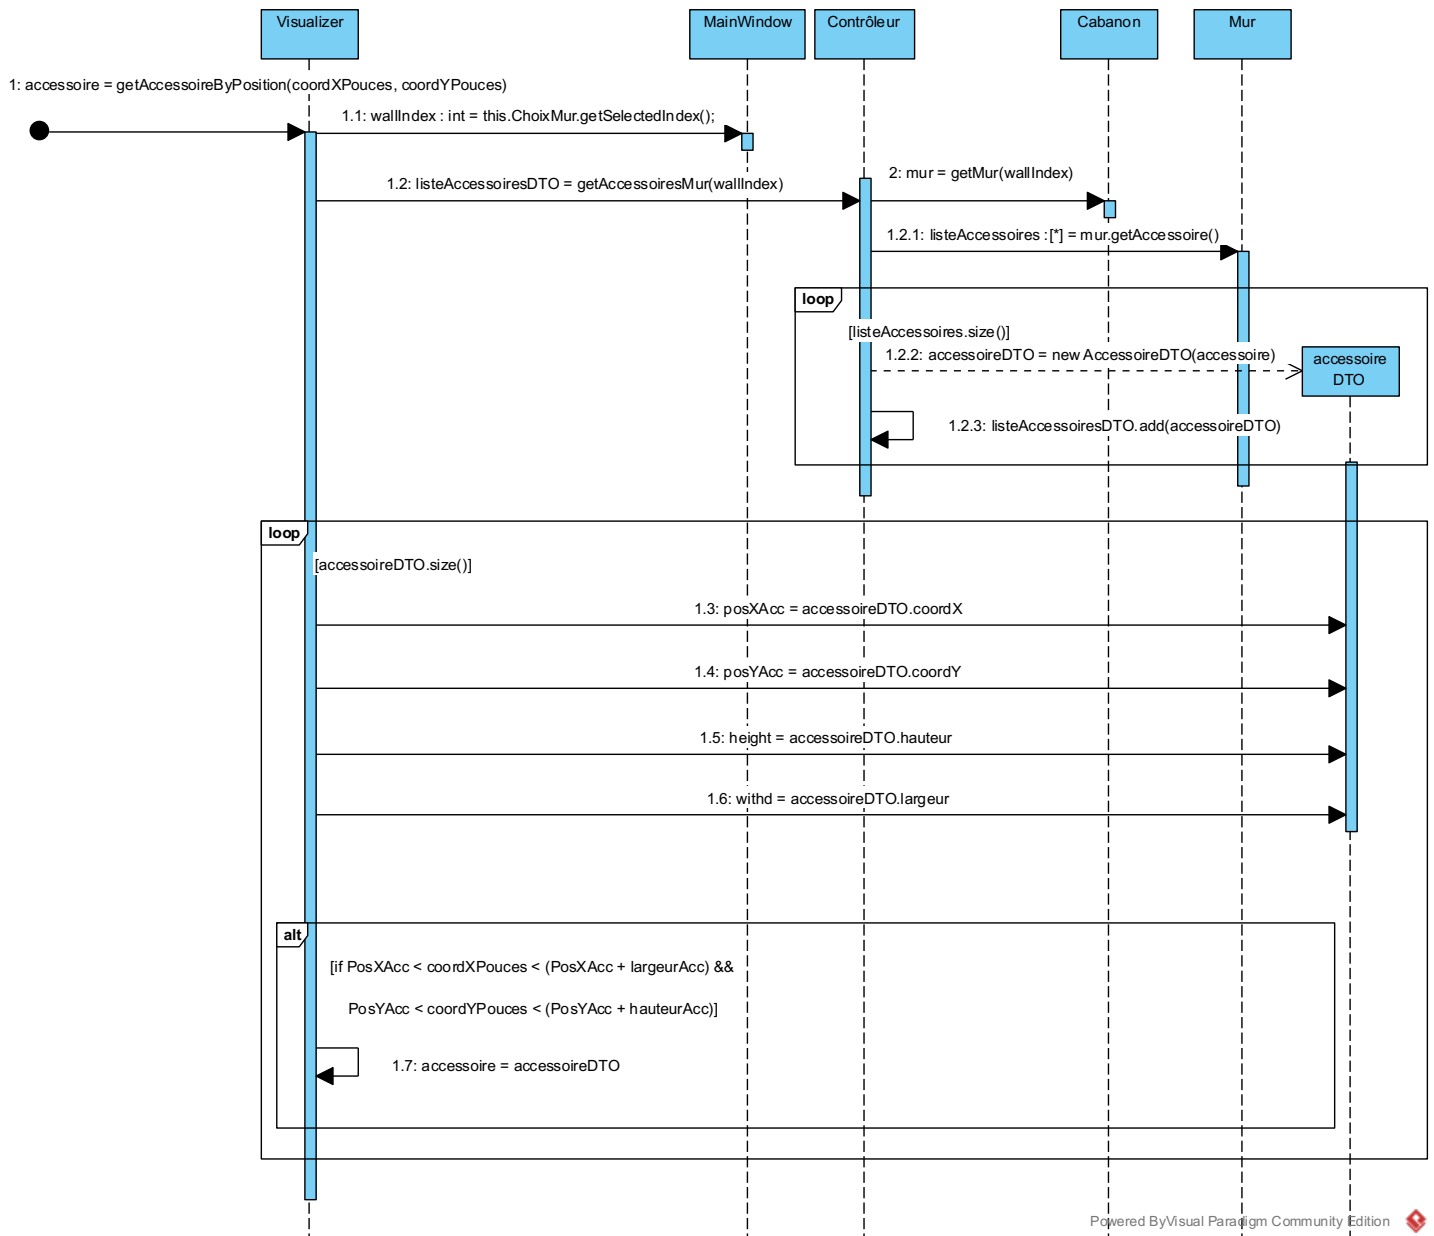 Visualizer
MainWindow
Contrôleur
Cabanon
Mur
1: accessoire = getAccessoireByPosition(coordXPouces, coordYPouces)
1.1: wallIndex : int = this.ChoixMur.getSelectedIndex();
1.2: listeAccessoiresDTO = getAccessoiresMur(wallIndex)
2: mur = getMur(wallIndex)
1.2.1: listeAccessoires :[*] = mur.getAccessoire()
loop
[listeAccessoires.size()]
1.2.2: accessoireDTO = new AccessoireDTO(accessoire)
accessoire
DTO
1.2.3: listeAccessoiresDTO.add(accessoireDTO)
loop
[accessoireDTO.size()]
1.3: posXAcc = accessoireDTO.coordX
1.4: posYAcc = accessoireDTO.coordY
1.5: height = accessoireDTO.hauteur
1.6: withd = accessoireDTO.largeur
alt
[if PosXAcc < coordXPouces < (PosXAcc + largeurAcc) &&
PosYAcc < coordYPouces < (PosYAcc + hauteurAcc)]
1.7: accessoire = accessoireDTO
Powered ByVisual Paradigm Community Edition